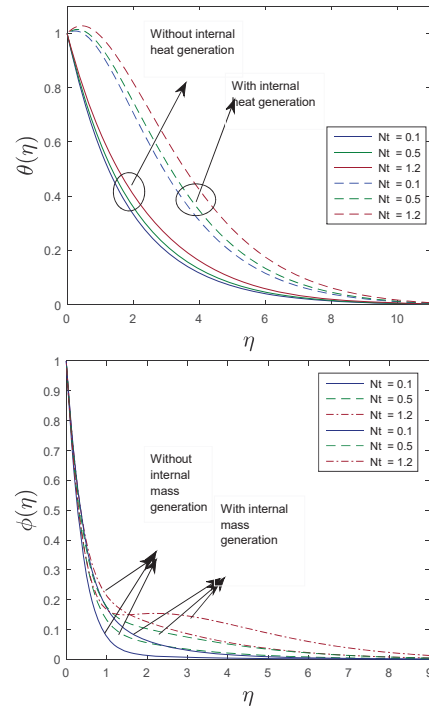 Without internal
heat generation
With internal
heat generation
θ(η)
1
0.8
0.6
0.4
0.2
0
Nt = 0.1
Nt = 0.5
Nt = 1.2
Nt = 0.1
Nt = 0.5
Nt = 1.2
0 2 4 6 8 10
η
Nt = 0.1
Nt = 0.5
Nt = 1.2
Nt = 0.1
Nt = 0.5
Nt = 1.2
Without
internal
mass
generation
With internal
mass
generation
ϕ(η)
1
0.9
0.8
0.7
0.6
0.5
0.4
0.3
0.2
0.1
0
0 1 2 3 4 5 6 7 8 9
η